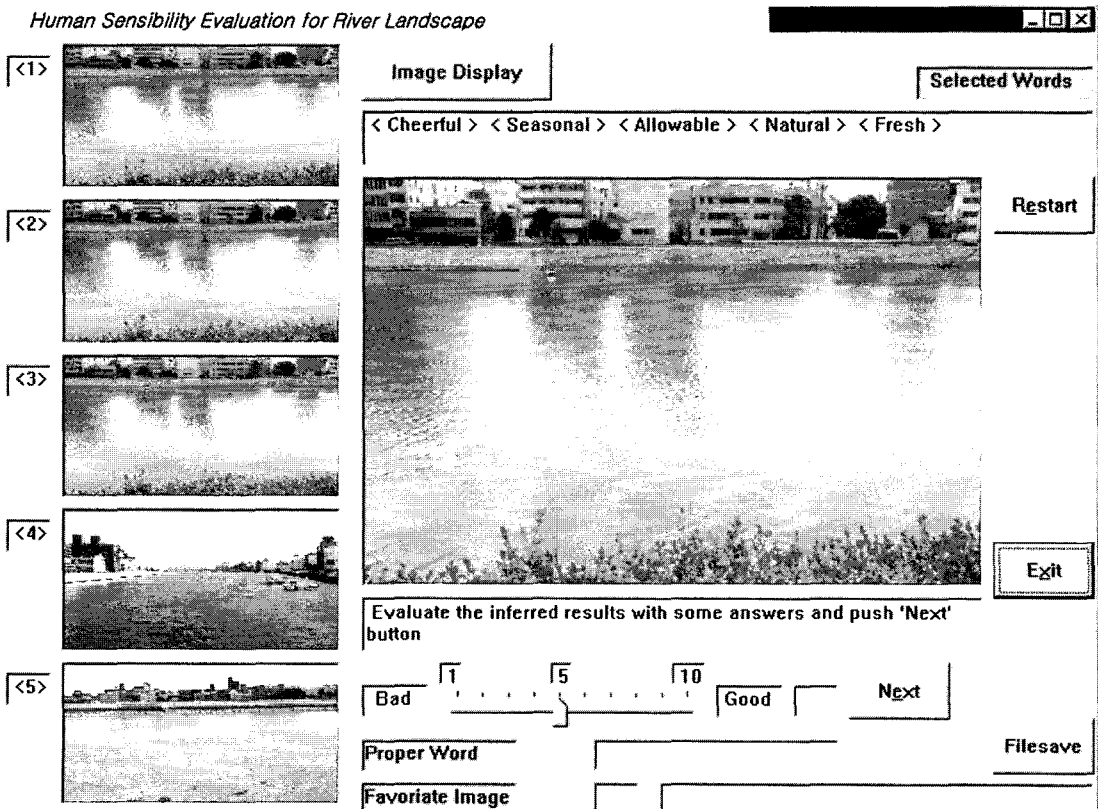 Human Sensibility Evaluation for River Landscape
<1>
Image Display
Selected Words
< Cheerful > < Seasonal > < Allowable > < Natural > < Fresh >
<2>
Restart
<3>
<4>
Exit
Evaluate the inferred results with some answers and push 'Next'
button
<5>
1 5 10
Bad Good Next
Proper Word
Filesave
Favoriate Image